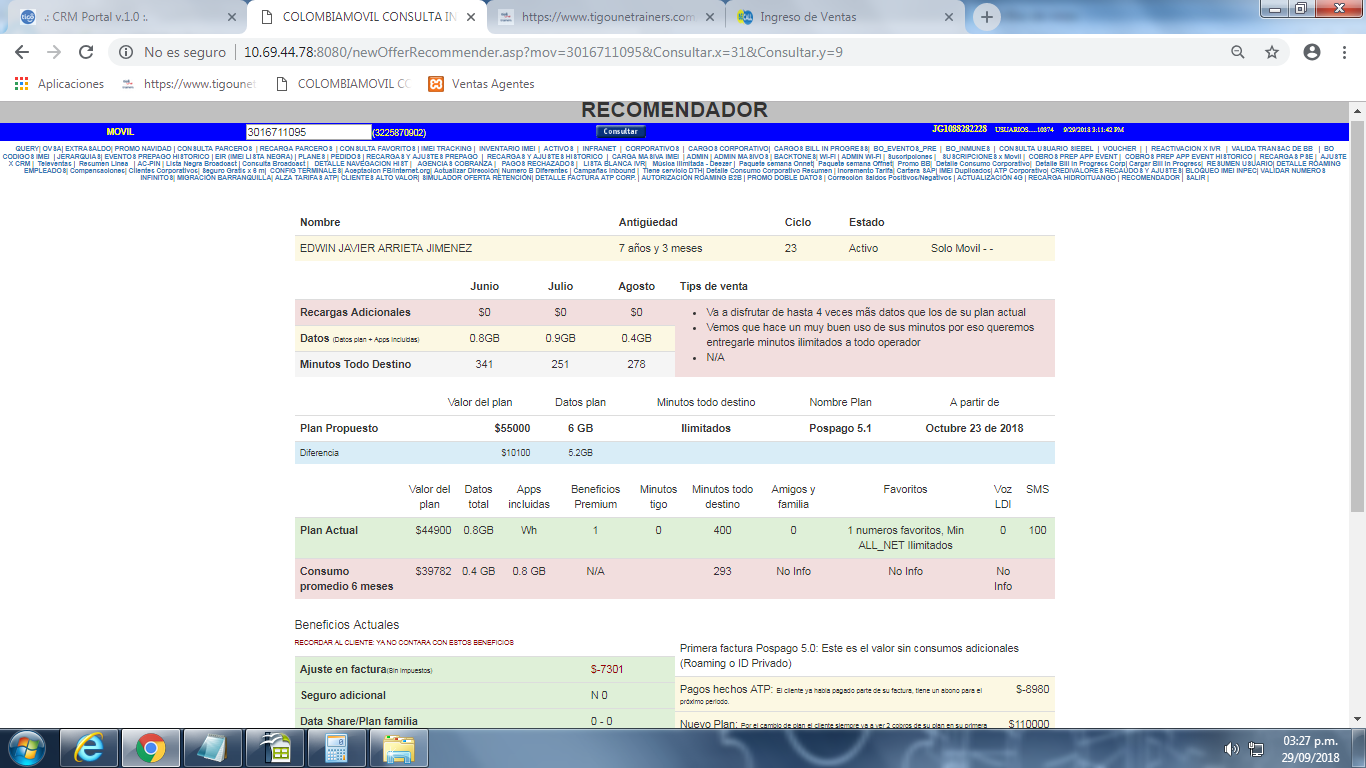 .: CRM Portal v.1.0 :.
COLOMBIAMOVIL CONSULTA IN
https://www.tigounetrainers.com
Ingreso de Ventas
No es seguro | 10.69.44.78:8080/newOfferRecommender.asp?mov=3016711095&Consultar.x=31&Consultar.y=9
Aplicaciones
https://www.tigounet
COLOMBIAMOVIL CO
Ventas Agentes
RECOMENDADOR
MOVIL 3016711095 (3225870902) Consultar JG1088282228 USUARIOS.....10874 9/29/2018 3:11:42 PM
QUERY| OVSA| EXTRASALDO| PROMO NAVIDAD | CONSULTA PARCEROS | RECARGA PARCEROS | CONSULTA FAVORITOS | IMEI TRACKING | INVENTARIO IMEI | ACTIVOS | INFRANET | CORPORATIVOS | CARGOS CORPORATIVO| CARGOS BILL IN PROGRESS| BO_EVENTOS_PRE | BO_INMUNES | CONSULTA USUARIO SIEBEL | VOUCHER | | REACTIVACION X IVR | VALIDA TRANSAC DE BB | BO
CODIGOS IMEI | JERARQUIAS| EVENTOS PREPAGO HISTORICO | EIR (IMEI LISTA NEGRA) | PLANES | PEDIDOS | RECARGAS Y AJUSTES PREPAGO | RECARGAS Y AJUSTES HISTORICO | CARGA MASIVA IMEI | ADMIN | ADMIN MASIVOS | BACKTONES| WI-FI | ADMIN WI-FI | Suscripciones | SUSCRIPCIONES x Movil | COBROS PREP APP EVENT | COBROS PREP APP EVENT HISTORICO | RECARGAS PSE | AJUSTE
X CRM | Televentas | Resumen Linea | AC-PIN | Lista Negra Broadcast | Consulta Broadcast | DETALLE NAVEGACION HIST | AGENCIAS COBRANZA | PAGOS RECHAZADOS | LISTA BLANCA IVR| Música Ilimitada - Deezer | Paquete semana Onnet| Paquete semana Offnet| Promo BB| Detalle Consumo Corporativo| Detalle Bill In Progress Corp| Cargar Bill In Progress| RESUMEN USUARIO| DETALLE ROAMING
EMPLEADOS| Compensaciones| Clientes Corporativos| Seguro Gratis x 6 m| CONFIG TERMINALES| Aceptacion FB/Internet.org| Actualizar Dirección| Numero B Diferentes | Campañas Inbound | Tiene servicio DTH| Detalle Consumo Corporativo Resumen | Incremento Tarifa| Cartera SAP| IMEI Duplicados| ATP Corporativo| CREDIVALORES RECAUDOS Y AJUSTES| BLOQUEO IMEI INPEC| VALIDAR NUMEROS
INFINITOS| MIGRACIÓN BARRANQUILLA| ALZA TARIFAS ATP| CLIENTES ALTO VALOR| SIMULADOR OFERTA RETENCIÓN| DETALLE FACTURA ATP CORP. | AUTORIZACIÓN ROAMING B2B | PROMO DOBLE DATOS | Corrección Saldos Positivos/Negativos | ACTUALIZACIÓN 4G | RECARGA HIDROITUANGO | RECOMENDADOR | SALIR |
Nombre Antigüedad Ciclo Estado
EDWIN JAVIER ARRIETA JIMENEZ 7 años y 3 meses 23 Activo Solo Movil - -
Junio Julio Agosto Tips de venta
Recargas Adicionales $0 $0 $0
Datos (Datos plan + Apps incluidas) 0.8GB 0.9GB 0.4GB
Minutos Todo Destino 341 251 278
Va a disfrutar de hasta 4 veces más datos que los de su plan actual
Vemos que hace un muy buen uso de sus minutos por eso queremos
entregarle minutos ilimitados a todo operador
N/A
Valor del plan Datos plan Minutos todo destino Nombre Plan A partir de
Plan Propuesto $55000 6 GB Ilimitados Pospago 5.1 Octubre 23 de 2018
Diferencia $10100 5.2GB
Valor del plan Datos total Apps incluidas Beneficios Premium Minutos tigo Minutos todo destino Amigos y familia Favoritos Voz LDI SMS
Plan Actual $44900 0.8GB Wh 1 0 400 0 1 numeros favoritos, Min ALL_NET Ilimitados 0 100
Consumo promedio 6 meses $39782 0.4 GB 0.8 GB N/A 293 No Info No Info No Info
Beneficios Actuales
RECORDAR AL CLIENTE: YA NO CONTARA CON ESTOS BENEFICIOS
Ajuste en factura(Sin impuestos) $-7301
Seguro adicional N 0
Data Share/Plan familia 0 - 0
Primera factura Pospago 5.0: Este es el valor sin consumos adicionales
(Roaming o ID Privado)
Pagos hechos ATP: El cliente ya habia pagado parte de su factura, tiene un abono para el
próximo periodo. $-8980
Nuevo Plan: Por el cambio de plan el cliente siempre va a ver 2 cobros de su plan en su primera $110000
03:27 p.m.
29/09/2018